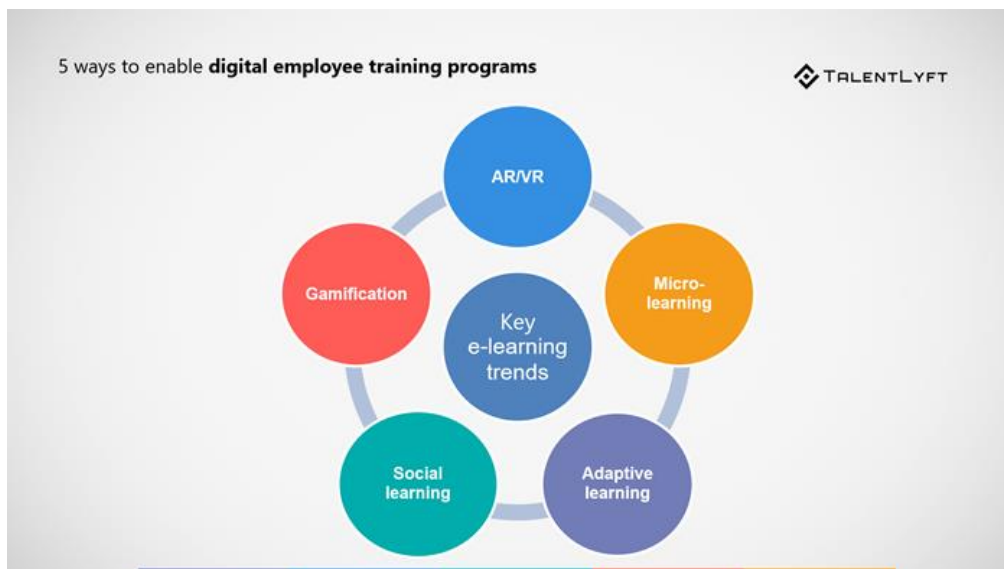 5 ways to enable digital employee training programs
TALENTLYFT
AR/VR
Micro-
learning
Adaptive
learning
Social
learning
Gamification
Key
e-learning
trends